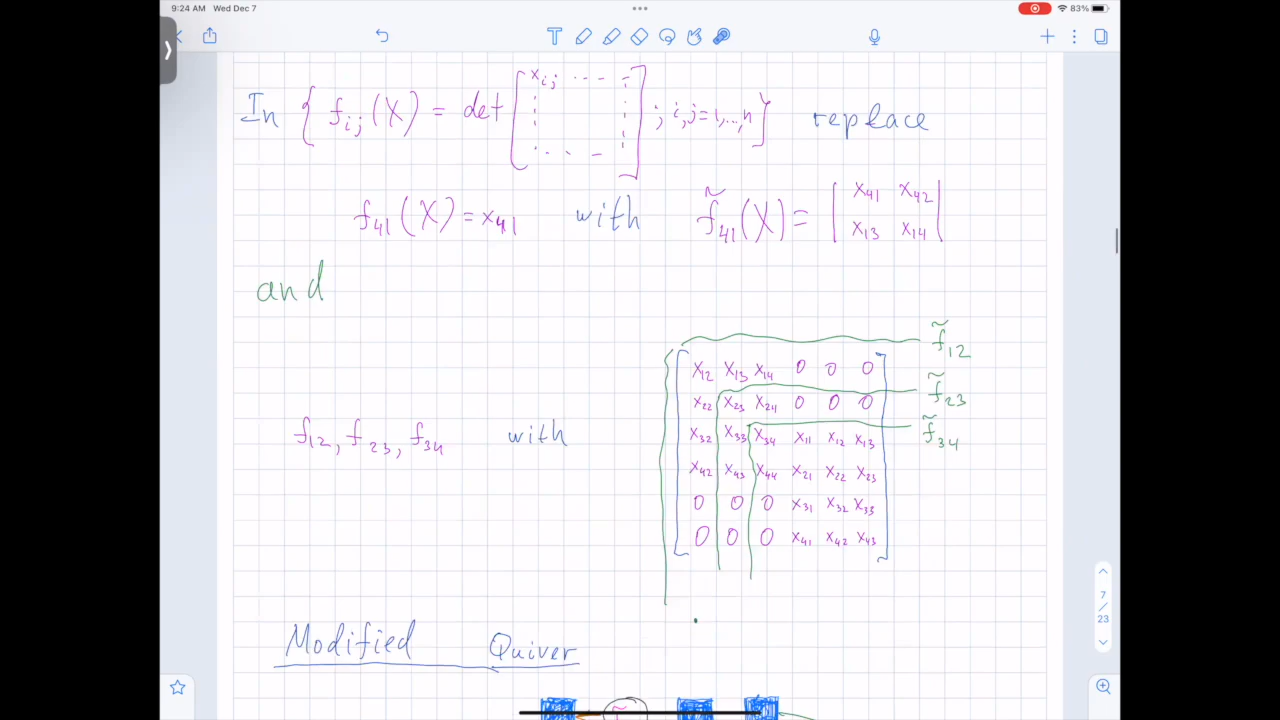 9:24 AM Wed Dec 7
83%
In { f_ij (X) = det [ x_ij ... ] ; i,j=1,...,n } replace
f_41 (X) = x_41 with f̃_41 (X) = | x_41 x_42
x_13 x_14 |
and
f̃_12
x_12 x_13 x_14 0 0 0
f̃_23
x_22 x_23 x_24 0 0 0
f̃_34
f_12, f_23, f_34 with
x_32 x_33 x_34 x_11 x_12 x_13
x_42 x_43 x_44 x_21 x_22 x_23
0 0 0 x_31 x_32 x_33
0 0 0 x_41 x_42 x_43
7
/
23
Modified Quiver